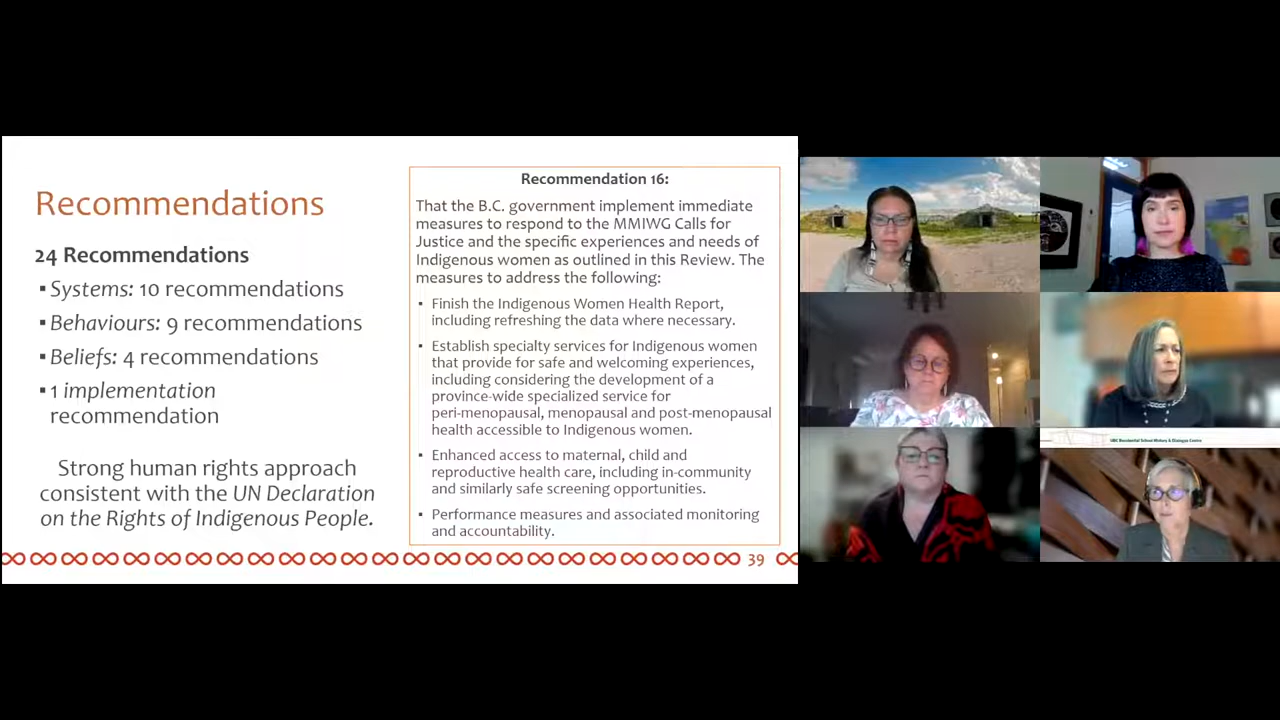 Recommendations
24 Recommendations
▪ Systems: 10 recommendations
▪ Behaviours: 9 recommendations
▪ Beliefs: 4 recommendations
▪ 1 implementation
recommendation
Strong human rights approach
consistent with the UN Declaration
on the Rights of Indigenous People.
Recommendation 16:
That the B.C. government implement immediate
measures to respond to the MMIWG Calls for
Justice and the specific experiences and needs of
Indigenous women as outlined in this Review. The
measures to address the following:
▪ Finish the Indigenous Women Health Report,
including refreshing the data where necessary.
▪ Establish specialty services for Indigenous women
that provide for safe and welcoming experiences,
including considering the development of a
province-wide specialized service for
peri-menopausal, menopausal and post-menopausal
health accessible to Indigenous women.
▪ Enhanced access to maternal, child and
reproductive health care, including in-community
and similarly safe screening opportunities.
▪ Performance measures and associated monitoring
and accountability.
39
UBC Residential School History & Dialogue Centre